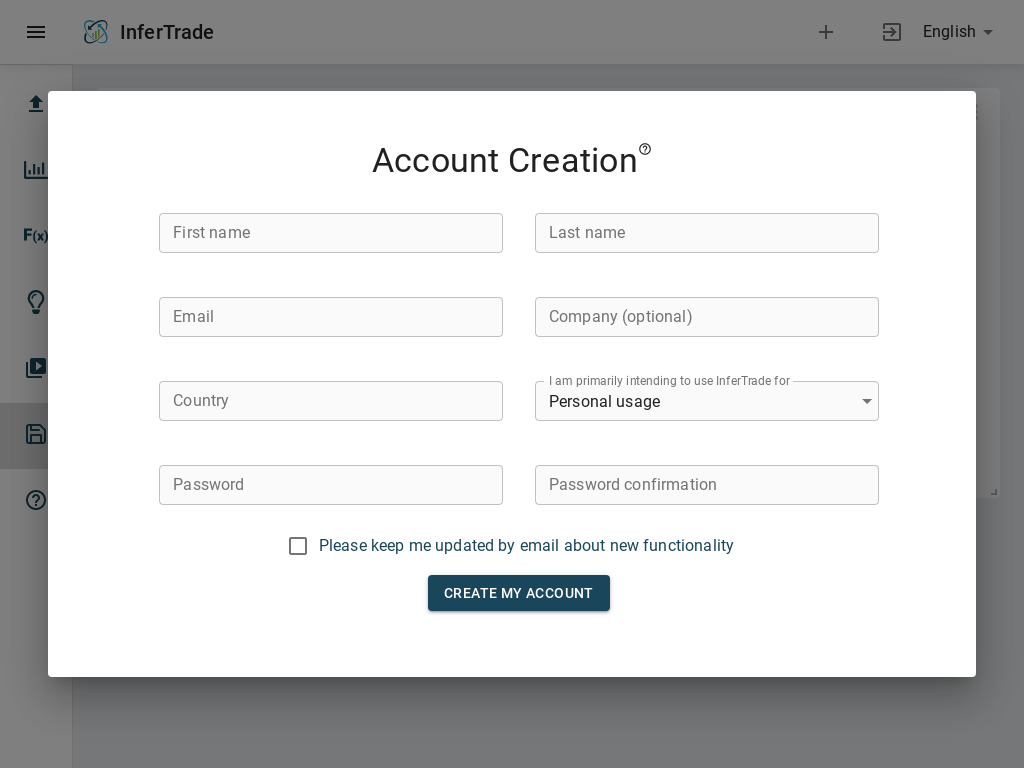 InferTrade
English
F(x)
Account Creation
First name
Last name
Email
Company (optional)
Country
I am primarily intending to use InferTrade for
Personal usage
Password
Password confirmation
Please keep me updated by email about new functionality
CREATE MY ACCOUNT